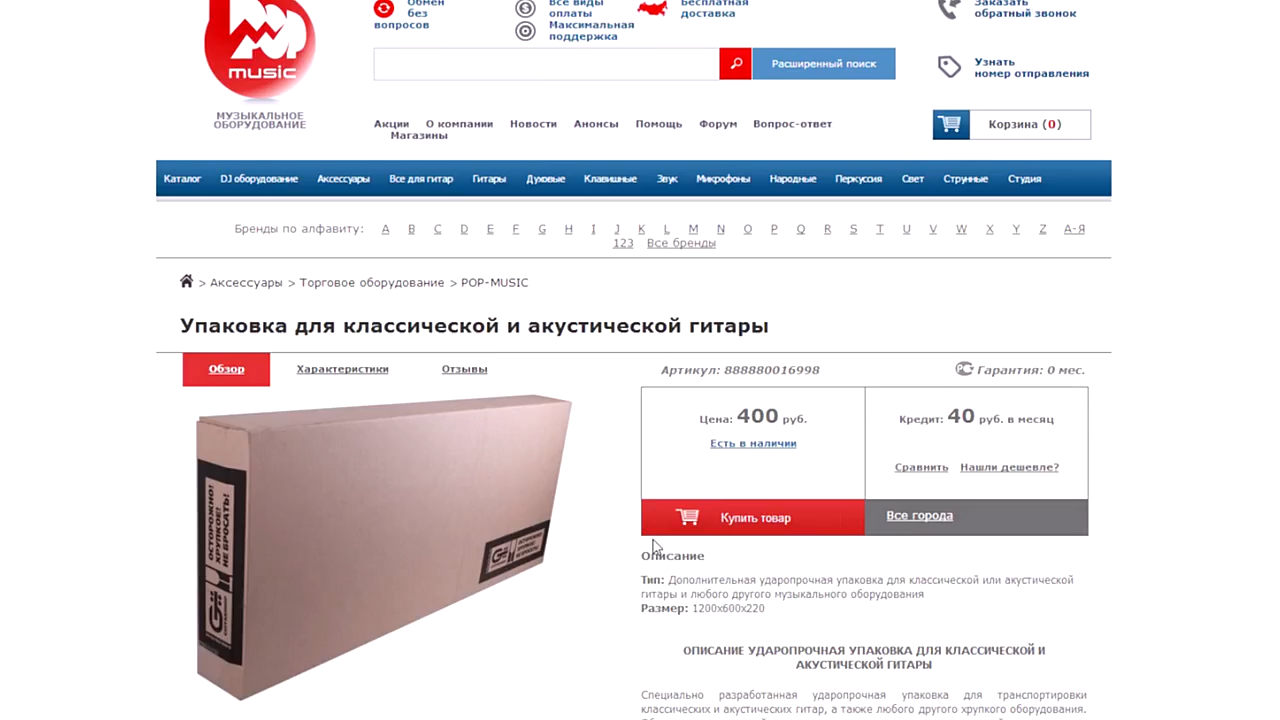 Обмен
без
вопросов
Все виды
оплаты
Максимальная
поддержка
Бесплатная
доставка
Заказать
обратный звонок
POP
music
МУЗЫКАЛЬНОЕ
ОБОРУДОВАНИЕ
Расширенный поиск
Узнать
номер отправления
Акции О компании Новости Анонсы Помощь Форум Вопрос-ответ
Магазины
Корзина (0)
Каталог DJ оборудование Аксессуары Все для гитар Гитары Духовые Клавишные Звук Микрофоны Народные Перкуссия Свет Струнные Студия
Бренды по алфавиту: A B C D E F G H I J K L M N O P Q R S T U V W X Y Z А-Я
123 Все бренды
> Аксессуары > Торговое оборудование > POP-MUSIC
Упаковка для классической и акустической гитары
Обзор Характеристики Отзывы
Артикул: 888880016998 Гарантия: 0 мес.
Цена: 400 руб.
Есть в наличии
Кредит: 40 руб. в месяц
Сравнить Нашли дешевле?
Купить товар
Все города
ОСТОРОЖНО!
ХРУПКОЕ!
НЕ БРОСАТЬ!
Описание
Тип: Дополнительная ударопрочная упаковка для классической или акустической
гитары и любого другого музыкального оборудования
Размер: 1200х600х220
ОПИСАНИЕ УДАРОПРОЧНАЯ УПАКОВКА ДЛЯ КЛАССИЧЕСКОЙ И
АКУСТИЧЕСКОЙ ГИТАРЫ
Специально разработанная ударопрочная упаковка для транспортировки
классических и акустических гитар, а также любого другого хрупкого оборудования.